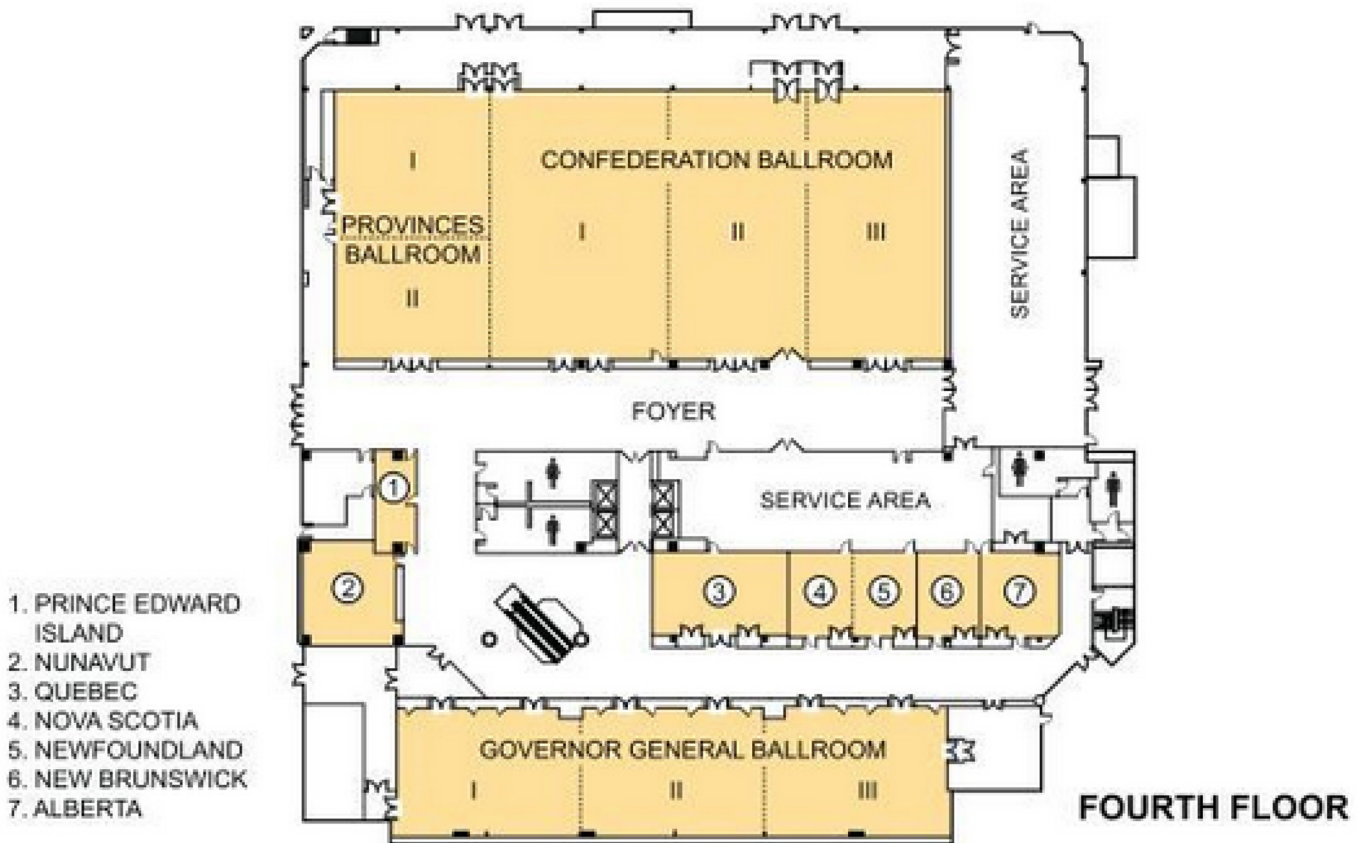 I
CONFEDERATION BALLROOM
PROVINCES
BALLROOM
I
II
III
II
SERVICE AREA
FOYER
1
SERVICE AREA
2
3
4
5
6
7
1. PRINCE EDWARD
ISLAND
2. NUNAVUT
3. QUEBEC
4. NOVA SCOTIA
5. NEWFOUNDLAND
6. NEW BRUNSWICK
7. ALBERTA
GOVERNOR GENERAL BALLROOM
I
II
III
FOURTH FLOOR